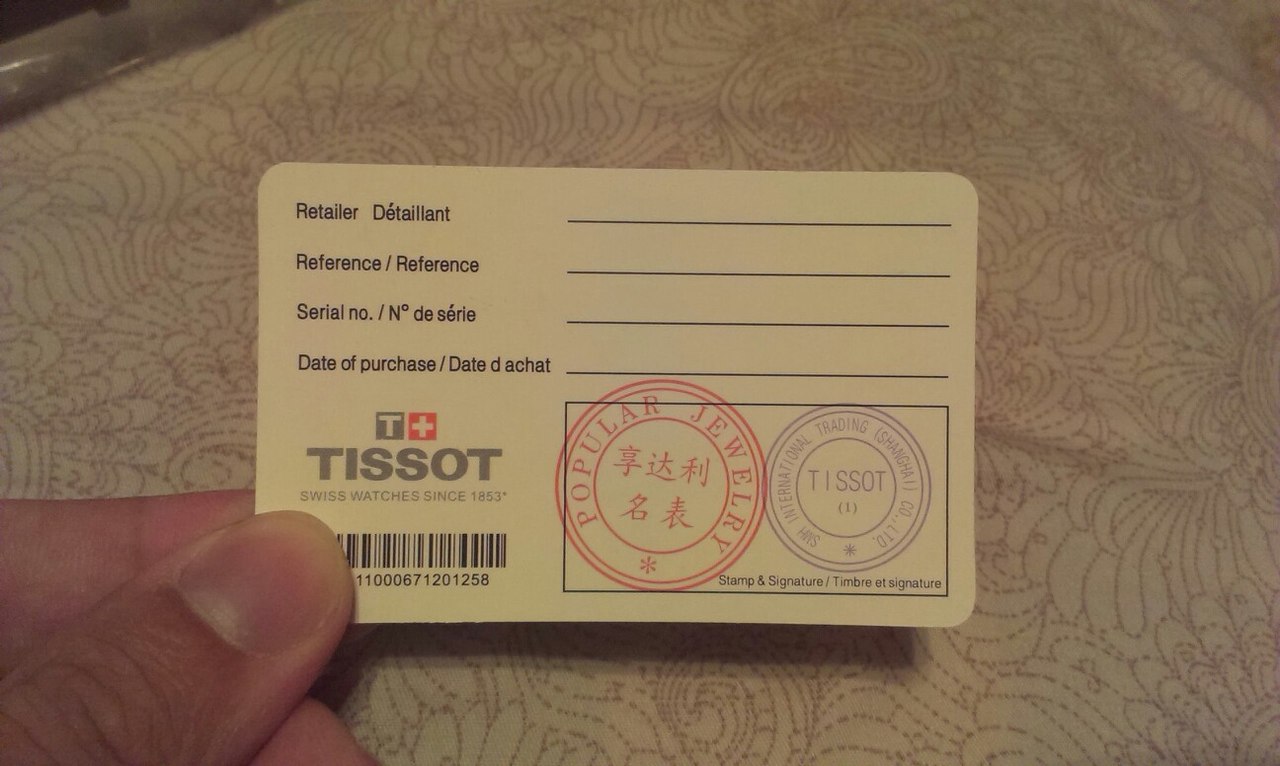 Retailer Détaillant
Reference / Reference
Serial no. / N° de série
Date of purchase / Date d achat
T+
TISSOT
SWISS WATCHES SINCE 1853*
11000671201258
POPULAR JEWELRY
享达利
名表
*
SMH INTERNATIONAL TRADING (SHANGHAI) CO.,LTD.
TISSOT
(1)
*
Stamp & Signature / Timbre et signature